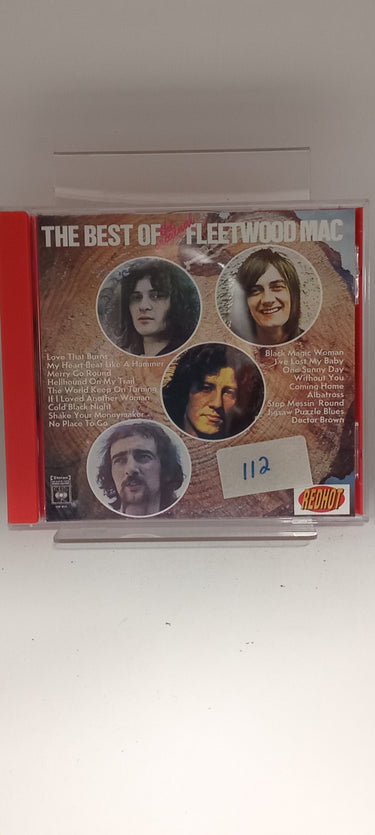 THE BEST OF the original FLEETWOOD MAC
Love That Burns
My Heart Beat Like A Hammer
Merry Go Round
Hellhound On My Trail
The World Keep On Turning
If I Loved Another Woman
Cold Black Night
Shake Your Moneymaker
No Place To Go
Black Magic Woman
I've Lost My Baby
One Sunny Day
Without You
Coming Home
Albatross
Stop Messin' Round
Jigsaw Puzzle Blues
Doctor Brown
Stereo
112
REDHOT